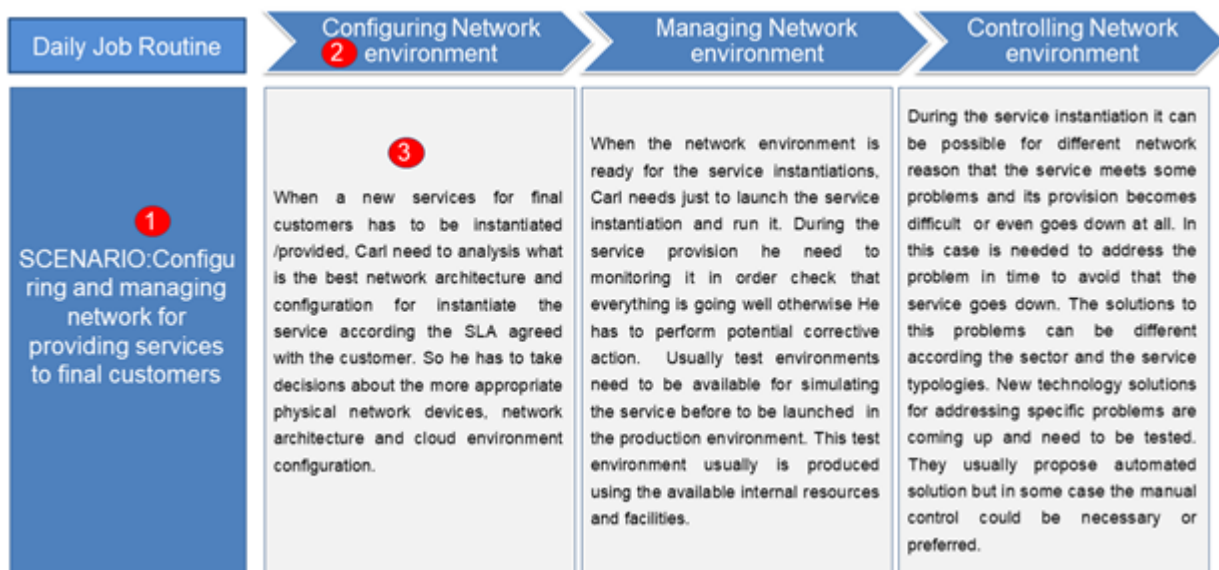 Daily Job Routine
Configuring Network
2 environment
Managing Network
environment
Controlling Network
environment
1
SCENARIO:Configu
ring and managing
network for
providing services
to final customers
3
When a new services for final
customers has to be instantiated
/provided, Carl need to analysis what
is the best network architecture and
configuration for instantiate the
service according the SLA agreed
with the customer. So he has to take
decisions about the more appropriate
physical network devices, network
architecture and cloud environment
configuration.
When the network environment is
ready for the service instantiations,
Carl needs just to launch the service
instantiation and run it. During the
service provision he need to
monitoring it in order check that
everything is going well otherwise He
has to perform potential corrective
action. Usually test environments
need to be available for simulating
the service before to be launched in
the production environment. This test
environment usually is produced
using the available internal resources
and facilities.
During the service instantiation it can
be possible for different network
reason that the service meets some
problems and its provision becomes
difficult or even goes down at all. In
this case is needed to address the
problem in time to avoid that the
service goes down. The solutions to
this problems can be different
according the sector and the service
typologies. New technology solutions
for addressing specific problems are
coming up and need to be tested.
They usually propose automated
solution but in some case the manual
control could be necessary or
preferred.